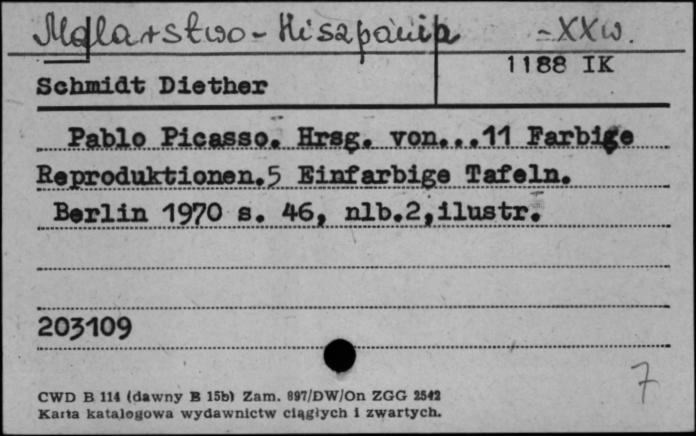 Malarstwo - Hiszpania - XX w.
1188 IK
Schmidt Diether
Pablo Picasso. Hrsg. von...11 Farbige
Reproduktionen.5 Einfarbige Tafeln.
Berlin 1970 s. 46, nlb.2,ilustr.
203109
7
CWD B 114 (dawny B 15b) Zam. 897/DW/On ZGG 2542
Karta katalogowa wydawnictw ciągłych i zwartych.